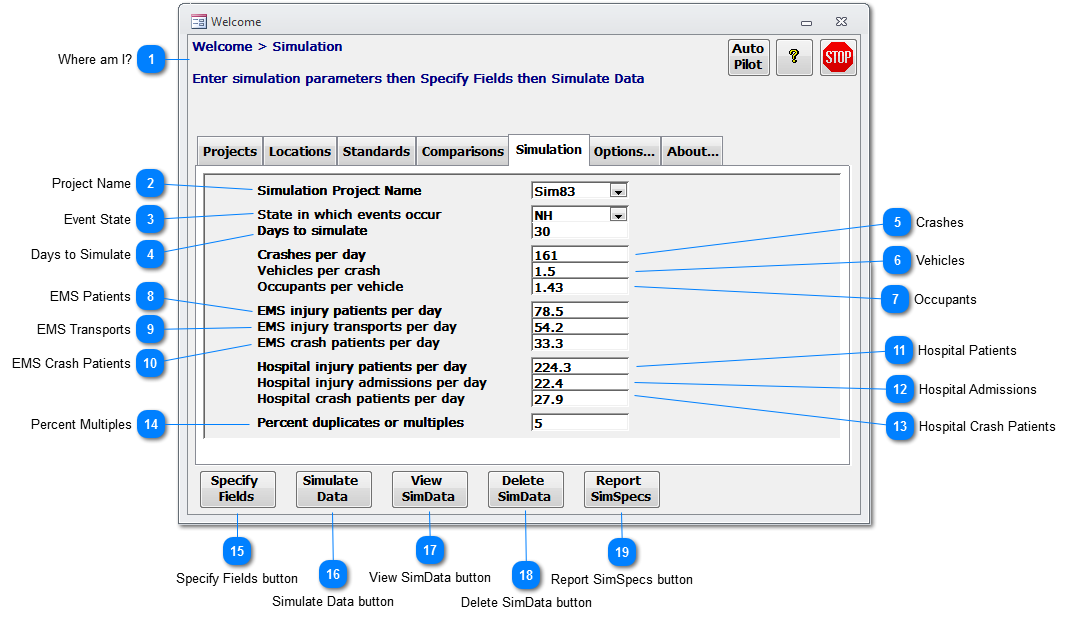 Welcome
Where am I? 1
Welcome > Simulation
Auto Pilot
?
STOP
Enter simulation parameters then Specify Fields then Simulate Data
Projects Locations Standards Comparisons Simulation Options... About...
Project Name 2
Simulation Project Name Sim83
Event State 3
State in which events occur NH
Days to Simulate 4
Days to simulate 30
5 Crashes
Crashes per day 161
6 Vehicles
Vehicles per crash 1.5
7 Occupants
Occupants per vehicle 1.43
EMS Patients 8
EMS injury patients per day 78.5
EMS Transports 9
EMS injury transports per day 54.2
EMS Crash Patients 10
EMS crash patients per day 33.3
11 Hospital Patients
Hospital injury patients per day 224.3
12 Hospital Admissions
Hospital injury admissions per day 22.4
13 Hospital Crash Patients
Hospital crash patients per day 27.9
Percent Multiples 14
Percent duplicates or multiples 5
Specify Fields
Simulate Data
View SimData
Delete SimData
Report SimSpecs
15
Specify Fields button
16
Simulate Data button
17
View SimData button
18
Delete SimData button
19
Report SimSpecs button